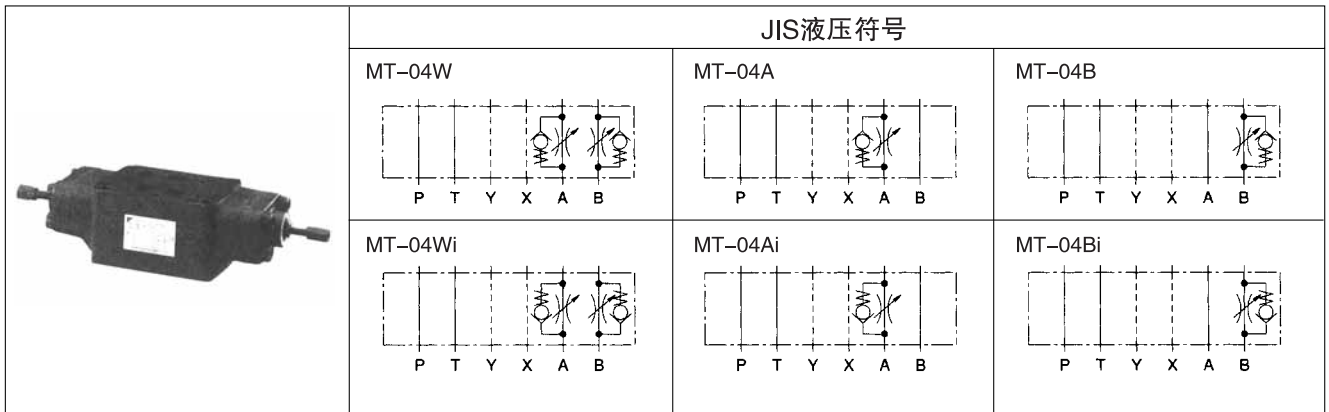 JIS液压符号
MT-04W
MT-04A
MT-04B
P T Y X A B
P T Y X A B
P T Y X A B
MT-04Wi
MT-04Ai
MT-04Bi
P T Y X A B
P T Y X A B
P T Y X A B